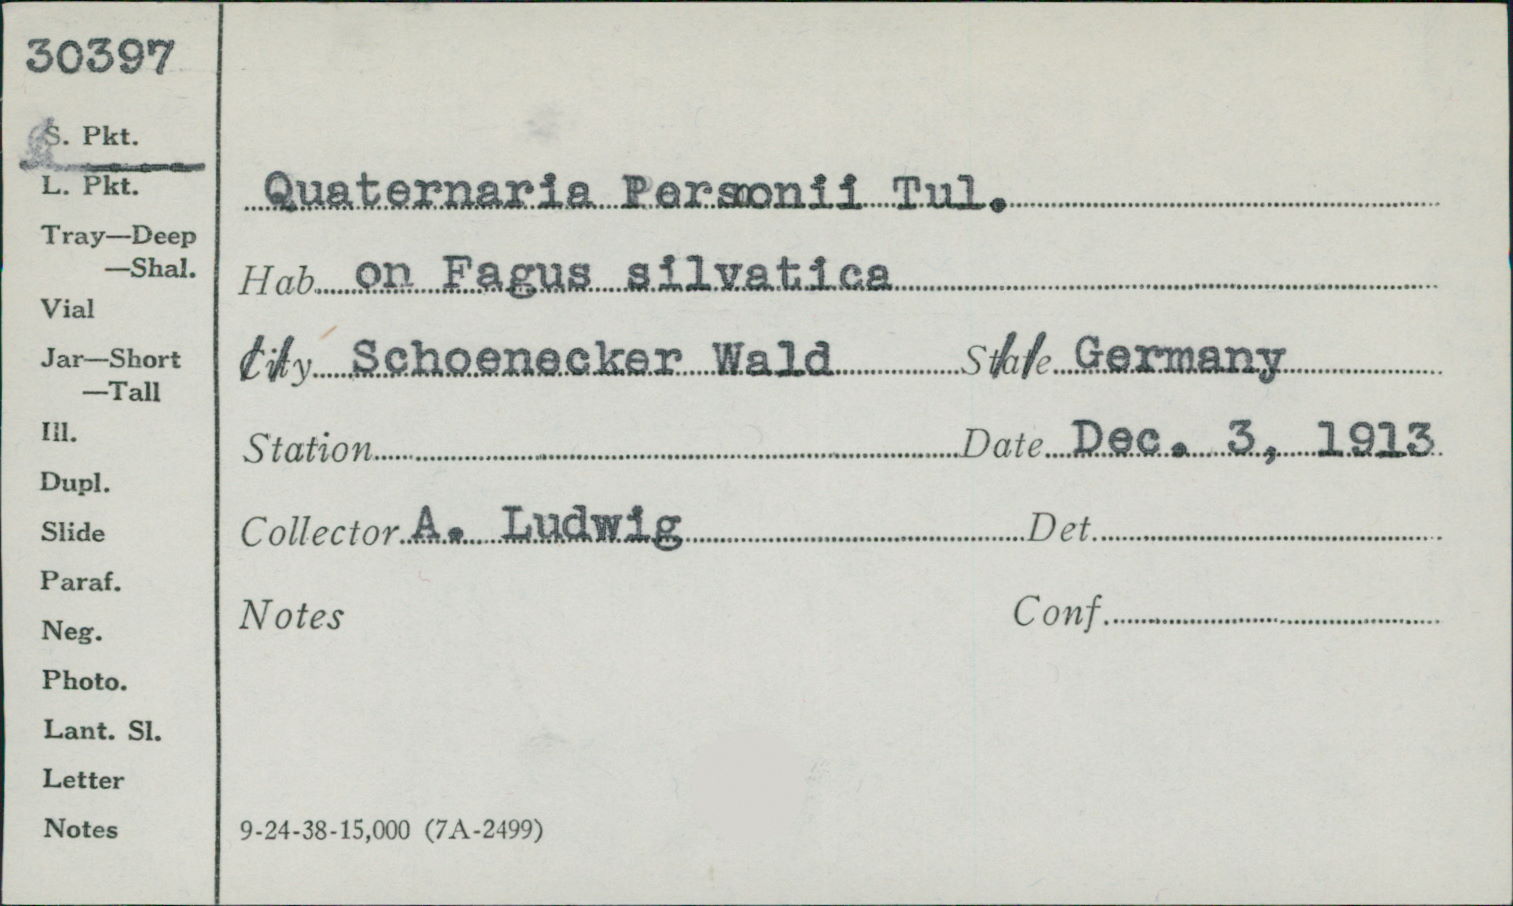 30397
S. Pkt.
L. Pkt.
Tray—Deep
—Shal.
Vial
Jar—Short
—Tall
Ill.
Dupl.
Slide
Paraf.
Neg.
Photo.
Lant. Sl.
Letter
Notes
Quaternaria Personii Tul.
Hab. on Fagus silvatica
City Schoenecker Wald State Germany
Station Date Dec. 3, 1913
Collector A. Ludwig Det.
Notes Conf.
9-24-38-15,000 (7A-2499)